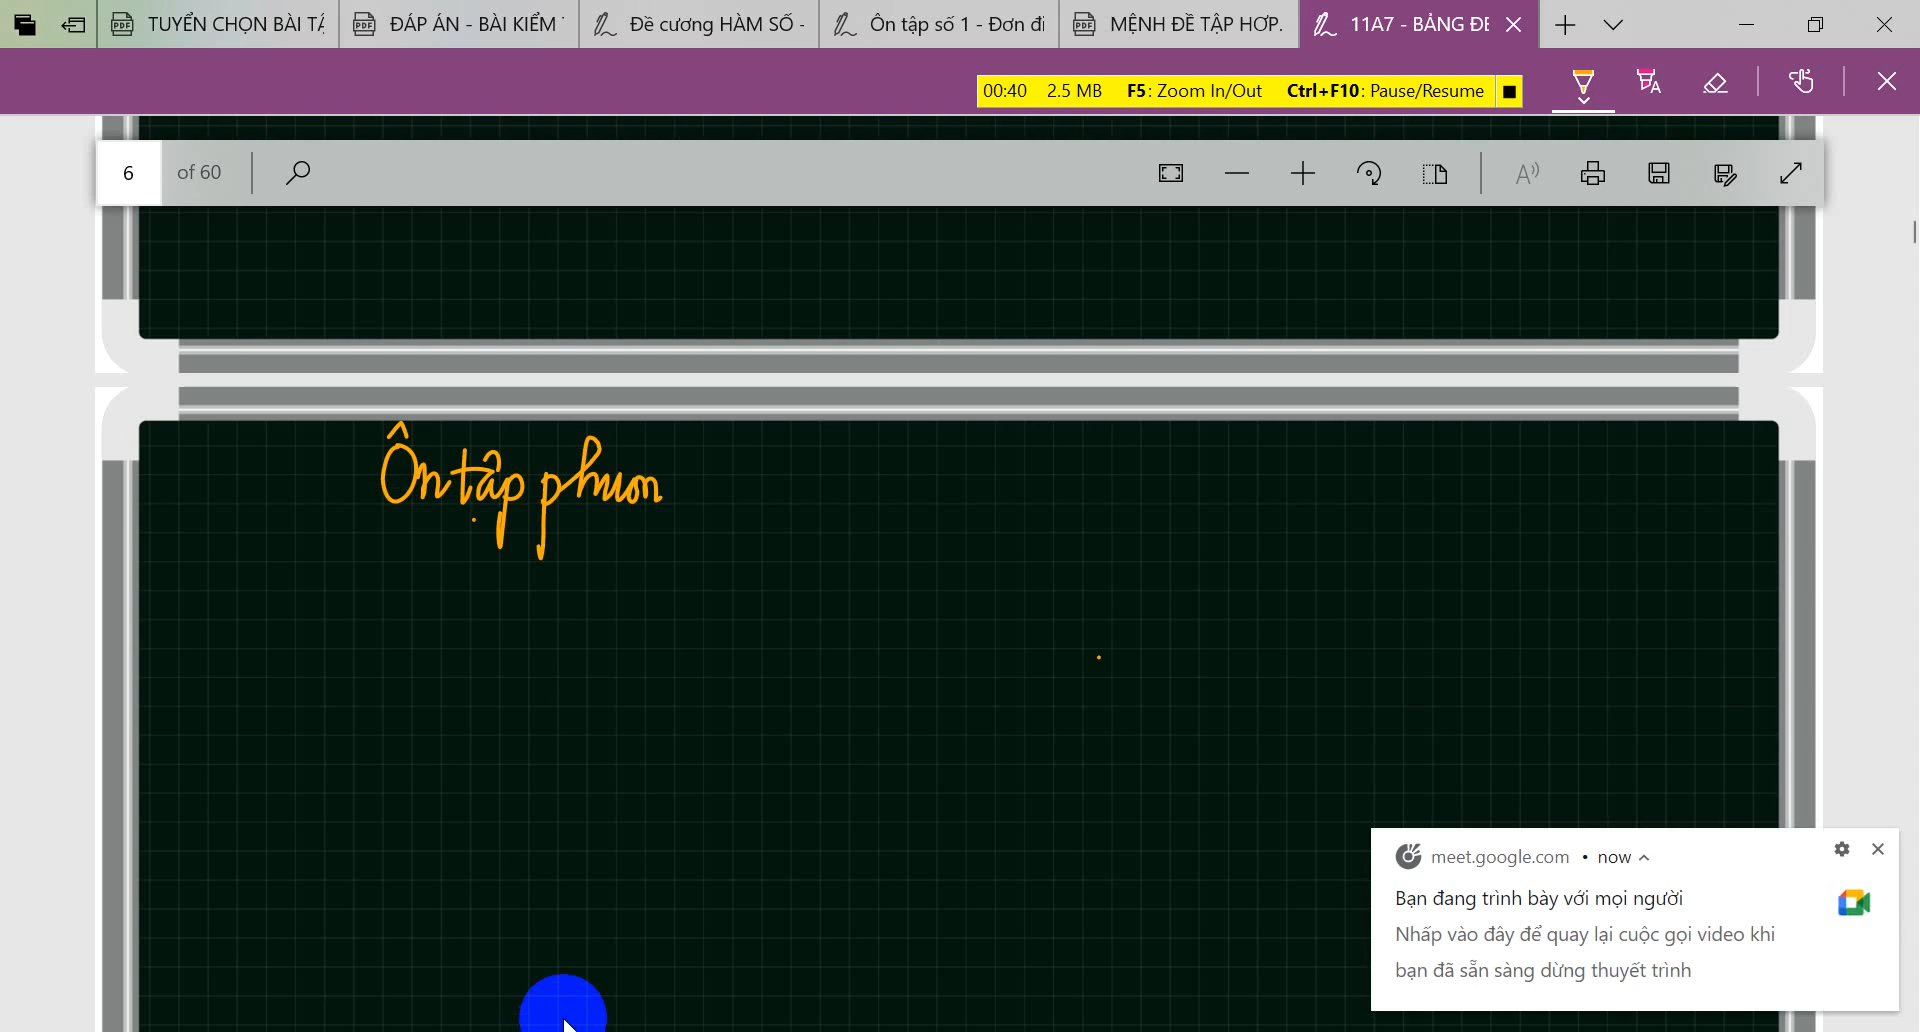 TUYỂN CHỌN BÀI TẬ
ĐÁP ÁN - BÀI KIỂM T
Đề cương HÀM SỐ -
Ôn tập số 1 - Đơn đi
MỆNH ĐỀ TẬP HƠP.
11A7 - BẢNG ĐE
00:40 2.5 MB F5: Zoom In/Out Ctrl+F10: Pause/Resume
6 of 60
Ôn tập phuon
meet.google.com • now
Bạn đang trình bày với mọi người
Nhấp vào đây để quay lại cuộc gọi video khi
bạn đã sẵn sàng dừng thuyết trình